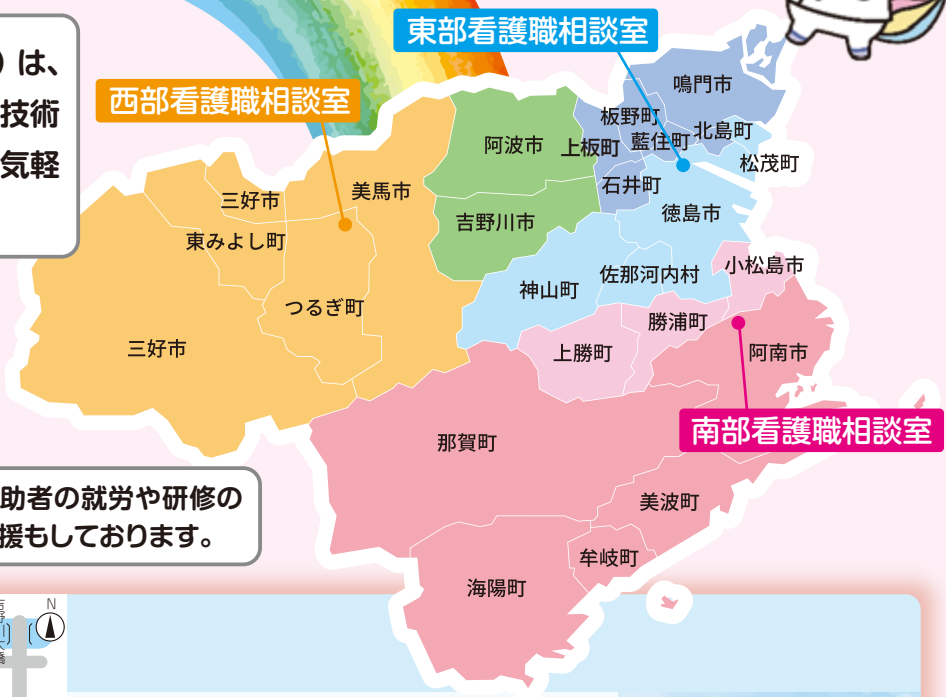 ）は、
技術
気軽
東部看護職相談室
西部看護職相談室
鳴門市
板野町
北島町
上板町
藍住町
松茂町
阿波市
石井町
徳島市
吉野川市
美馬市
三好市
東みよし町
つるぎ町
三好市
神山町
佐那河内村
小松島市
勝浦町
上勝町
阿南市
南部看護職相談室
那賀町
美波町
牟岐町
海陽町
助者の就労や研修の
援もしております。
N